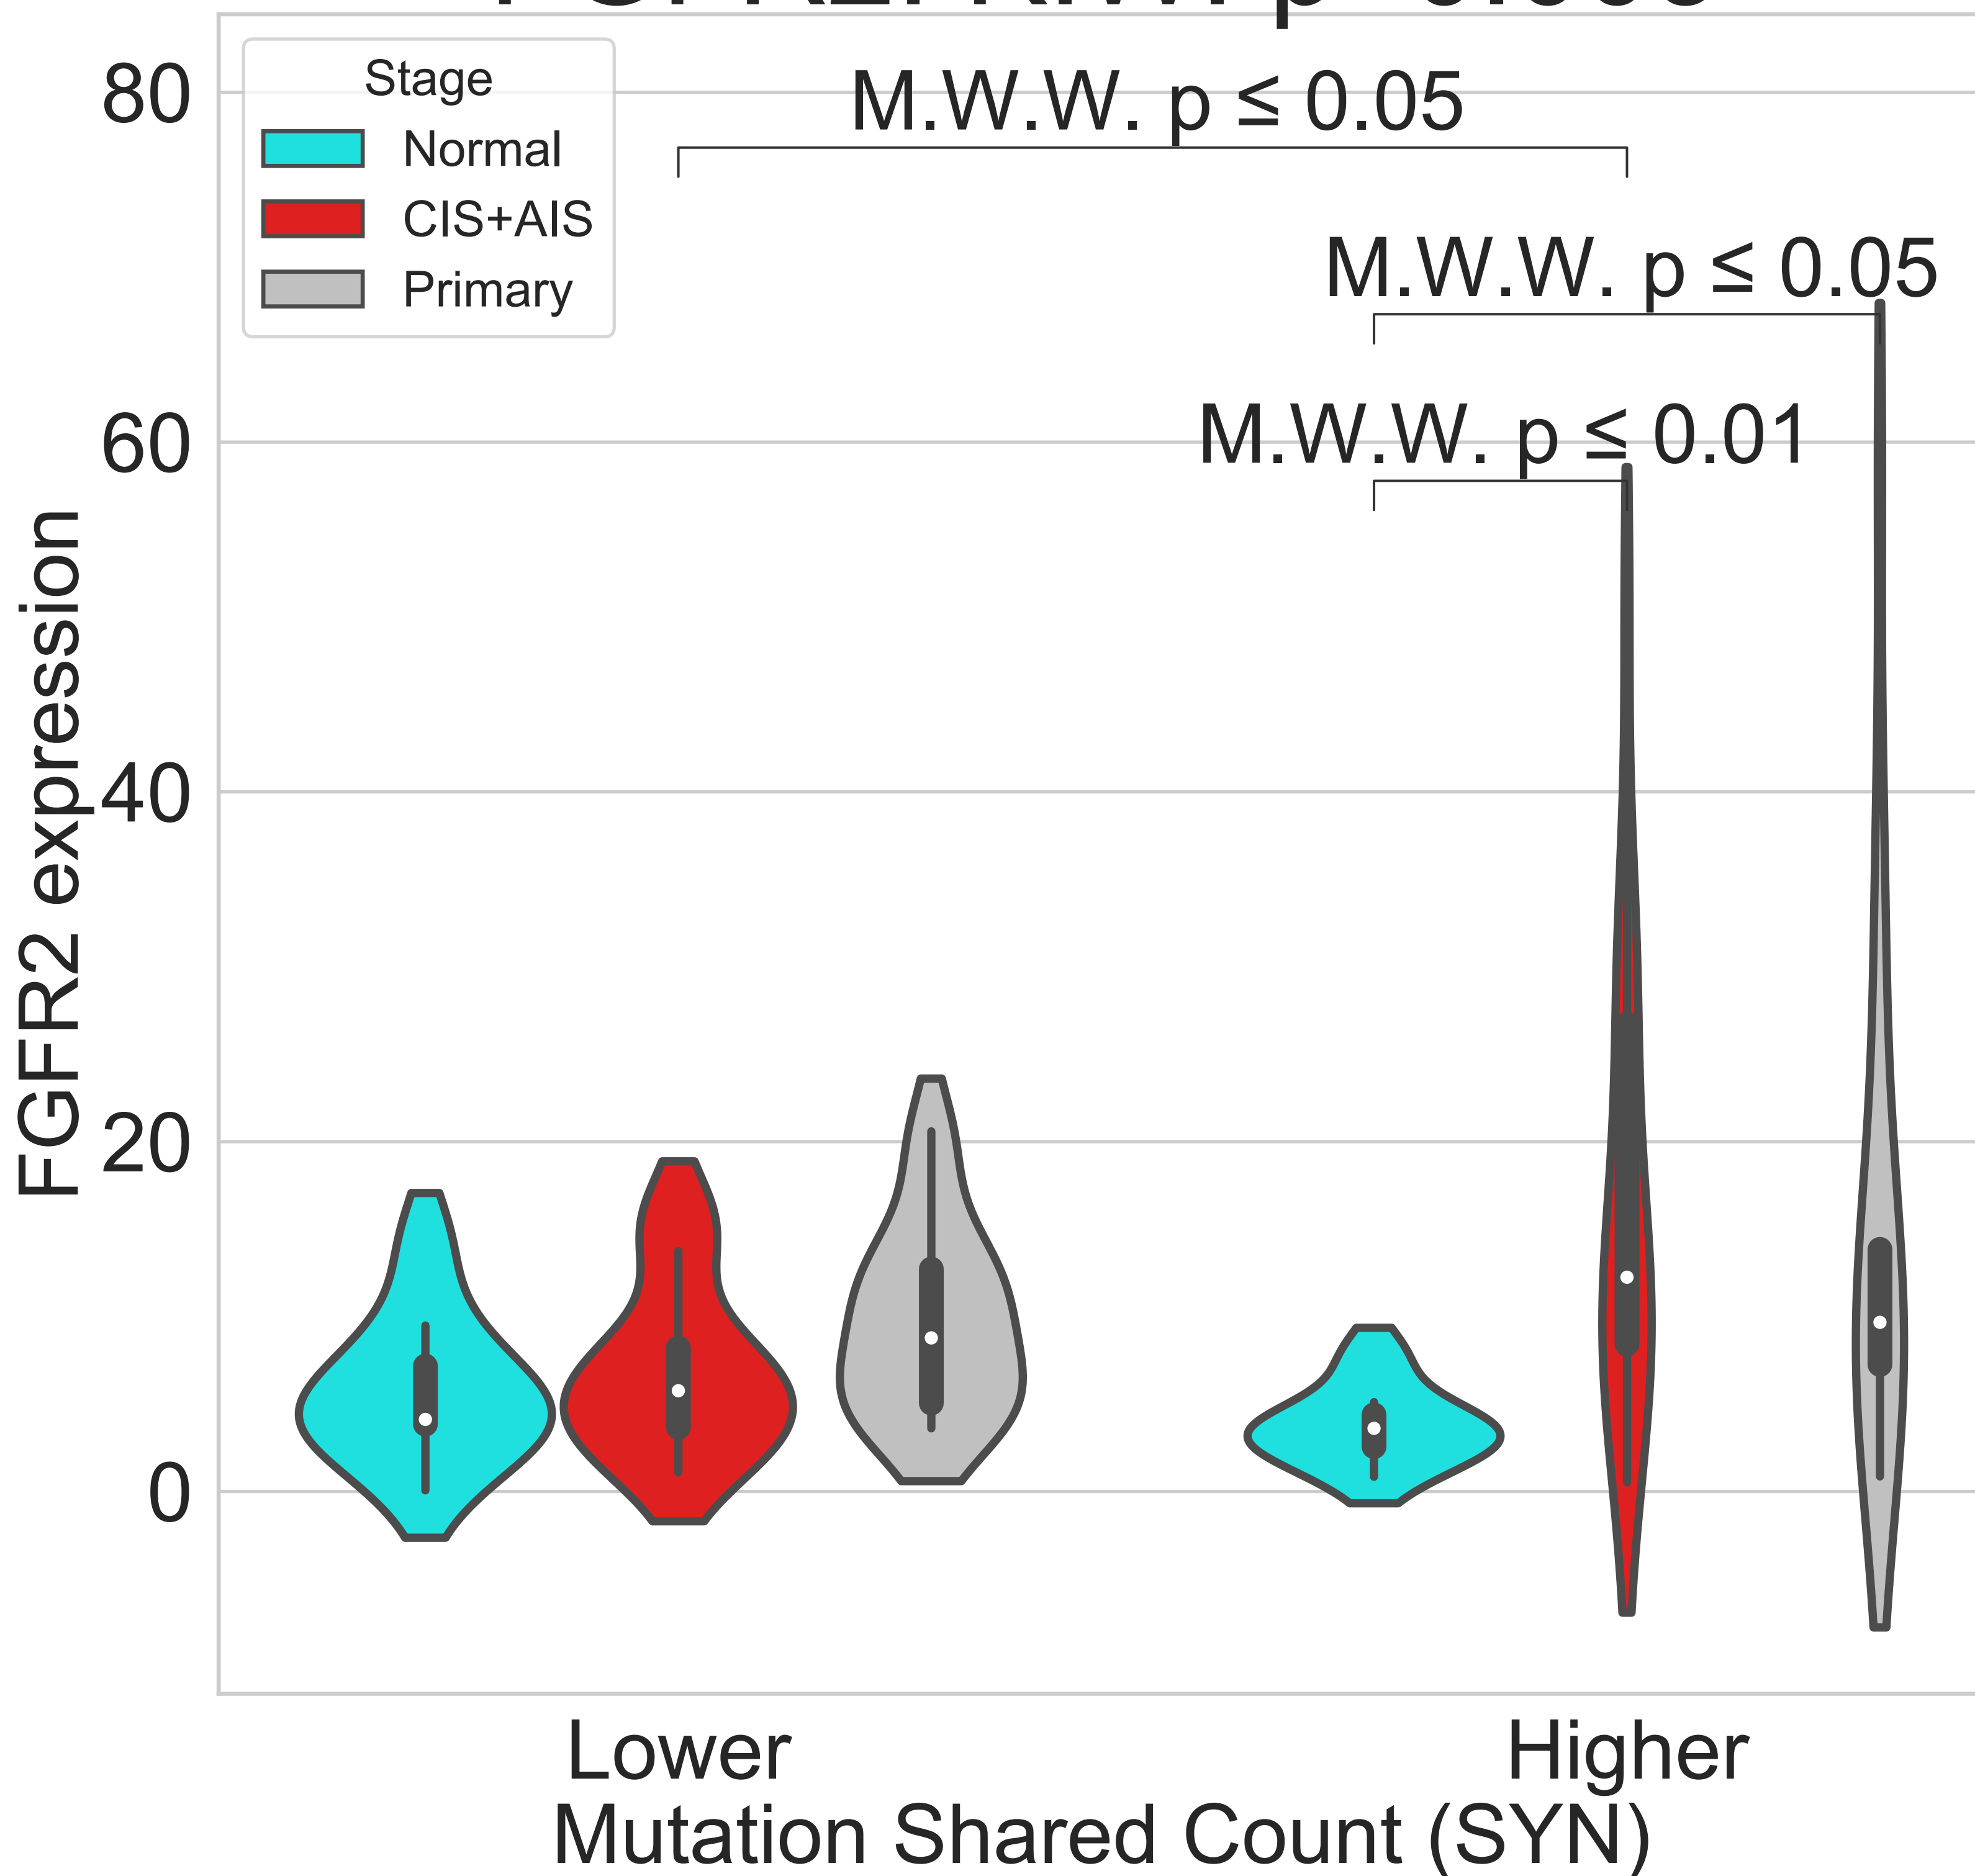 80
60
40
20
0
FGFR2 expression
Stage
Normal
CIS+AIS
Primary
M.W.W. p ≤ 0.05
M.W.W. p ≤ 0.05
M.W.W. p ≤ 0.01
Lower
Higher
Mutation Shared Count (SYN)